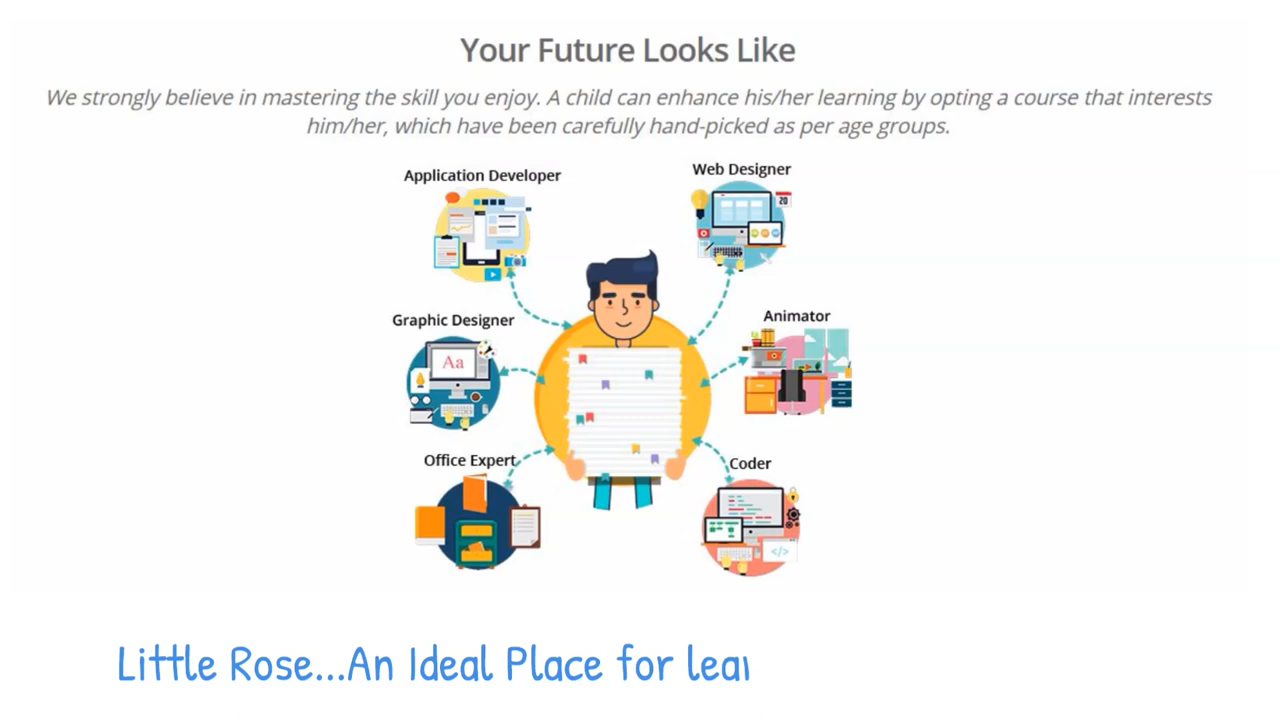 Your Future Looks Like
We strongly believe in mastering the skill you enjoy. A child can enhance his/her learning by opting a course that interests
him/her, which have been carefully hand-picked as per age groups.
Application Developer
Web Designer
20
Graphic Designer
Animator
Aa
Office Expert
Coder
</>
Little Rose...An Ideal Place for